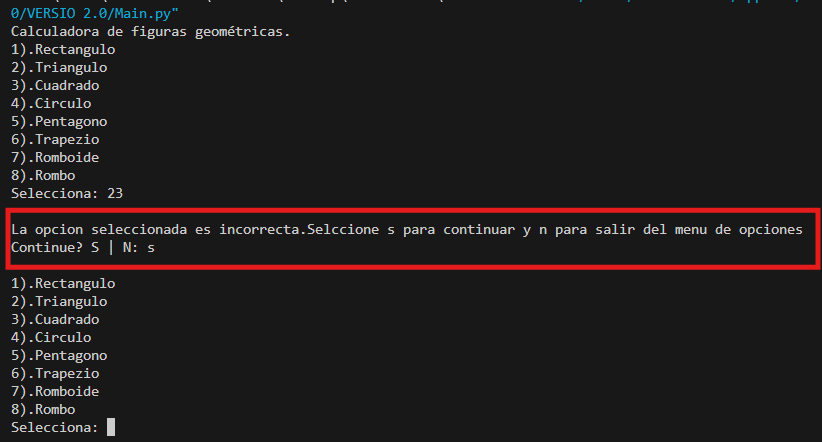 0/VERSIO 2.0/Main.py"
Calculadora de figuras geométricas.
1).Rectangulo
2).Triangulo
3).Cuadrado
4).Circulo
5).Pentagono
6).Trapezio
7).Romboide
8).Rombo
Selecciona: 23
La opcion seleccionada es incorrecta.Selccione s para continuar y n para salir del menu de opciones
Continue? S | N: s
1).Rectangulo
2).Triangulo
3).Cuadrado
4).Circulo
5).Pentagono
6).Trapezio
7).Romboide
8).Rombo
Selecciona: